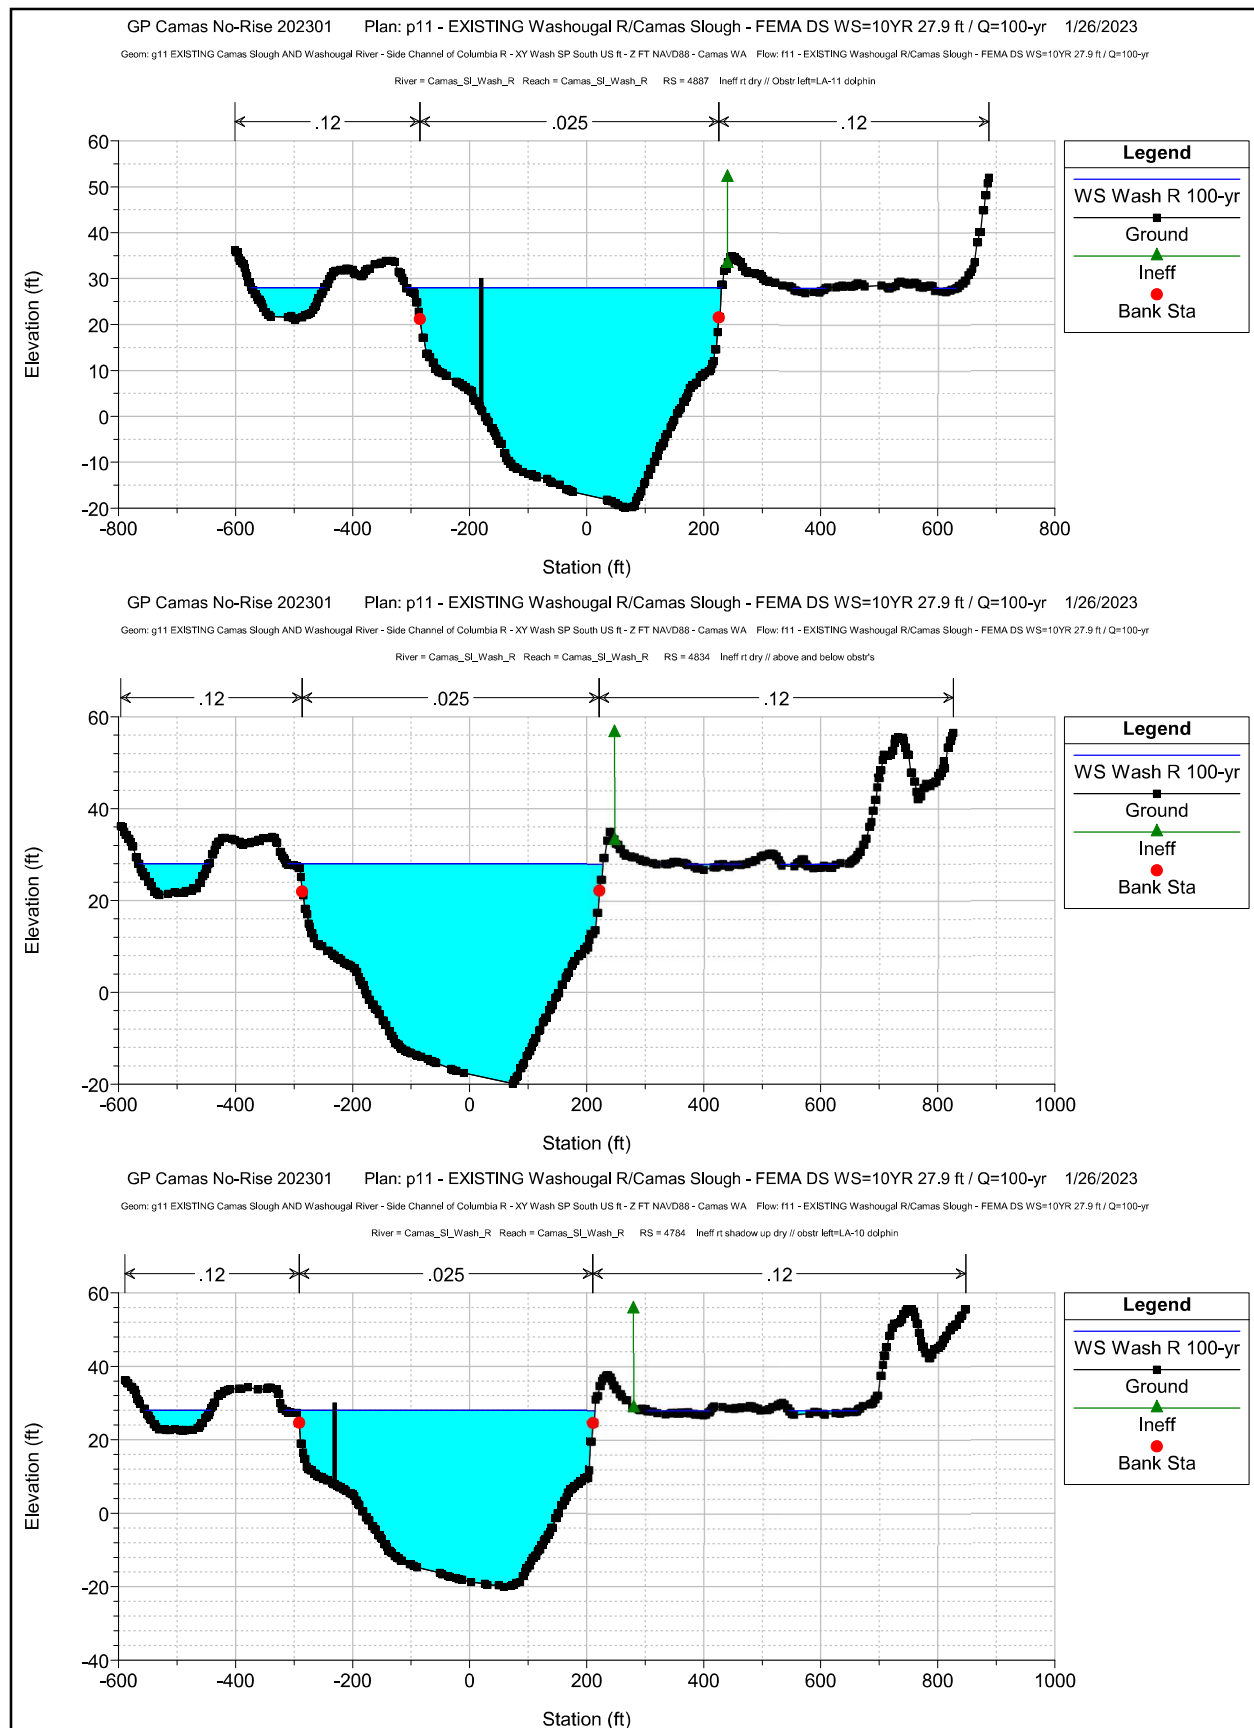 GP Camas No-Rise 202301 Plan: p11 - EXISTING Washougal R/Camas Slough - FEMA DS WS=10YR 27.9 ft / Q=100-yr 1/26/2023
Geom: g11 EXISTING Camas Slough AND Washougal River - Side Channel of Columbia R - XY Wash SP South US ft - Z FT NAVD88 - Camas WA Flow: f11 - EXISTING Washougal R/Camas Slough - FEMA DS WS=10YR 27.9 ft / Q=100-yr
River = Camas_Sl_Wash_R Reach = Camas_Sl_Wash_R RS = 4887 Ineff rt dry // Obstr left=LA-11 dolphin
.12 .025 .12
60
50
40
30
20
10
0
-10
-20
Elevation (ft)
-800 -600 -400 -200 0 200 400 600 800
Station (ft)
Legend
WS Wash R 100-yr
Ground
Ineff
Bank Sta
GP Camas No-Rise 202301 Plan: p11 - EXISTING Washougal R/Camas Slough - FEMA DS WS=10YR 27.9 ft / Q=100-yr 1/26/2023
Geom: g11 EXISTING Camas Slough AND Washougal River - Side Channel of Columbia R - XY Wash SP South US ft - Z FT NAVD88 - Camas WA Flow: f11 - EXISTING Washougal R/Camas Slough - FEMA DS WS=10YR 27.9 ft / Q=100-yr
River = Camas_Sl_Wash_R Reach = Camas_Sl_Wash_R RS = 4834 Ineff rt dry // above and below obstr's
.12 .025 .12
60
40
20
0
-20
Elevation (ft)
-600 -400 -200 0 200 400 600 800 1000
Station (ft)
Legend
WS Wash R 100-yr
Ground
Ineff
Bank Sta
GP Camas No-Rise 202301 Plan: p11 - EXISTING Washougal R/Camas Slough - FEMA DS WS=10YR 27.9 ft / Q=100-yr 1/26/2023
Geom: g11 EXISTING Camas Slough AND Washougal River - Side Channel of Columbia R - XY Wash SP South US ft - Z FT NAVD88 - Camas WA Flow: f11 - EXISTING Washougal R/Camas Slough - FEMA DS WS=10YR 27.9 ft / Q=100-yr
River = Camas_Sl_Wash_R Reach = Camas_Sl_Wash_R RS = 4784 Ineff rt shadow up dry // obstr left=LA-10 dolphin
.12 .025 .12
60
40
20
0
-20
-40
Elevation (ft)
-600 -400 -200 0 200 400 600 800 1000
Station (ft)
Legend
WS Wash R 100-yr
Ground
Ineff
Bank Sta